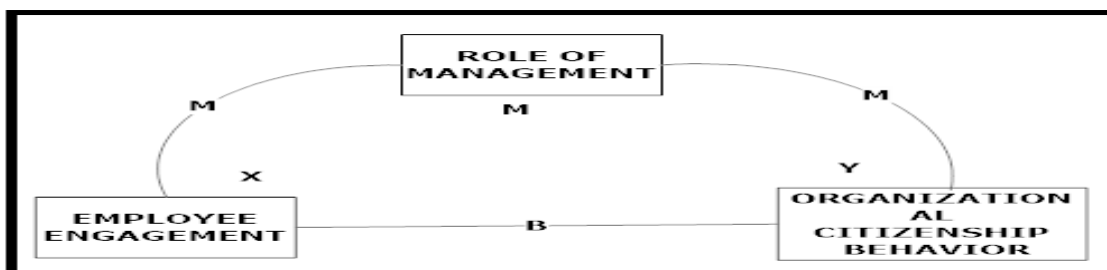 ROLE OF
MANAGEMENT
M
M
M
X
Y
EMPLOYEE
ENGAGEMENT
B
ORGANIZATION
AL
CITIZENSHIP
BEHAVIOR